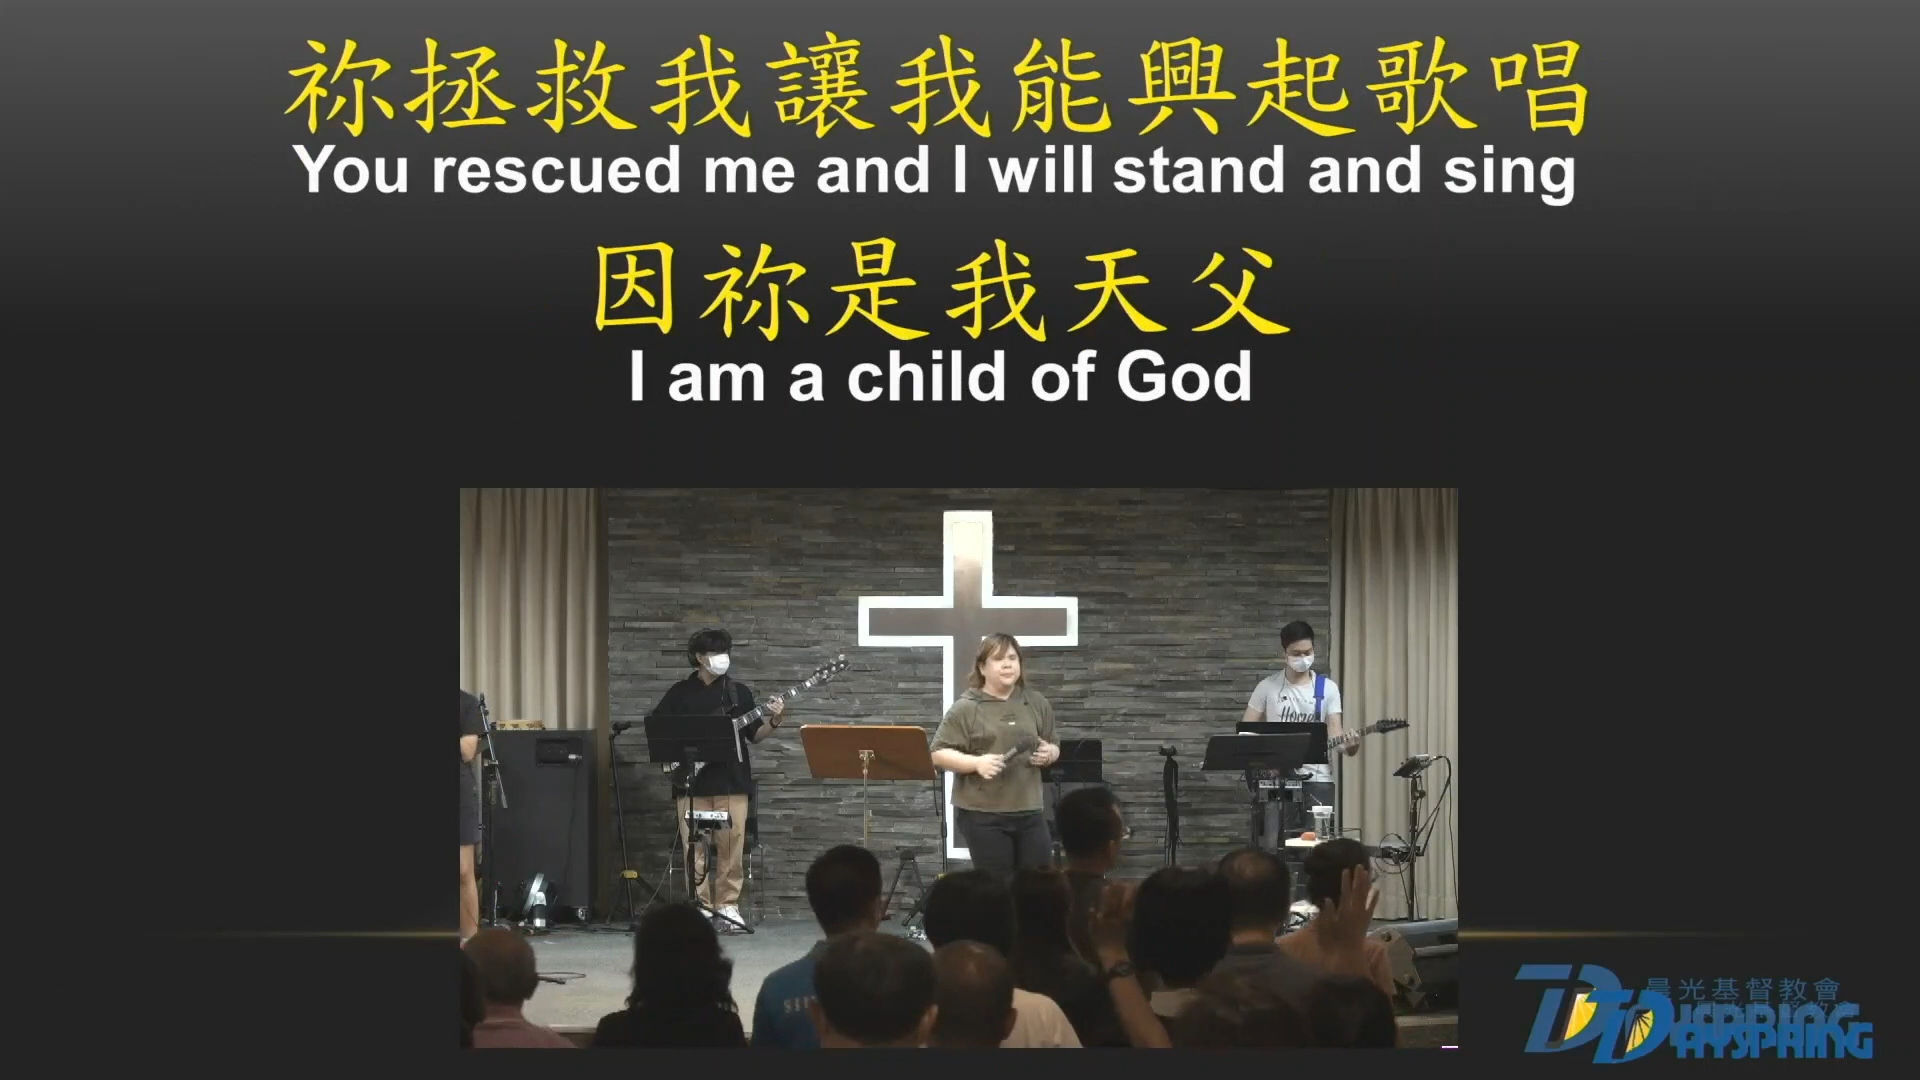 祢拯救我讓我能興起歌唱
You rescued me and I will stand and sing
因祢是我天父
I am a child of God
晨光基督教會